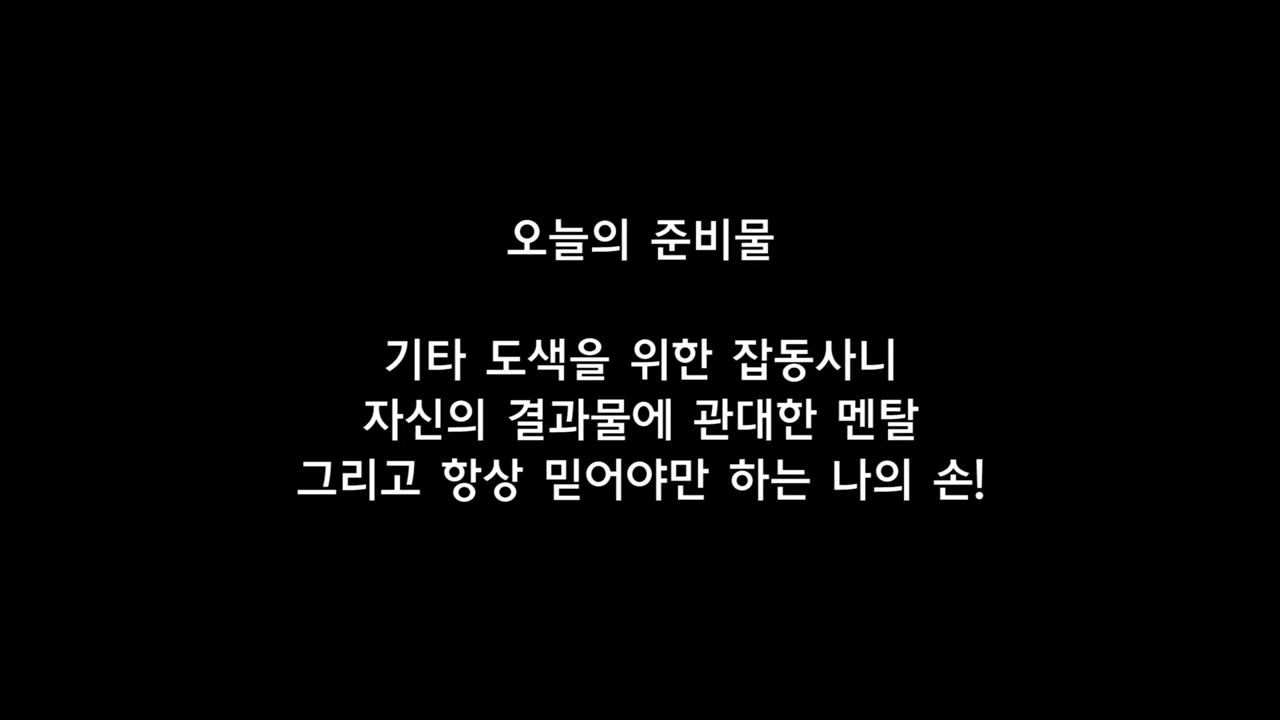 오늘의 준비물
기타 도색을 위한 잡동사니
자신의 결과물에 관대한 멘탈
그리고 항상 믿어야만 하는 나의 손!